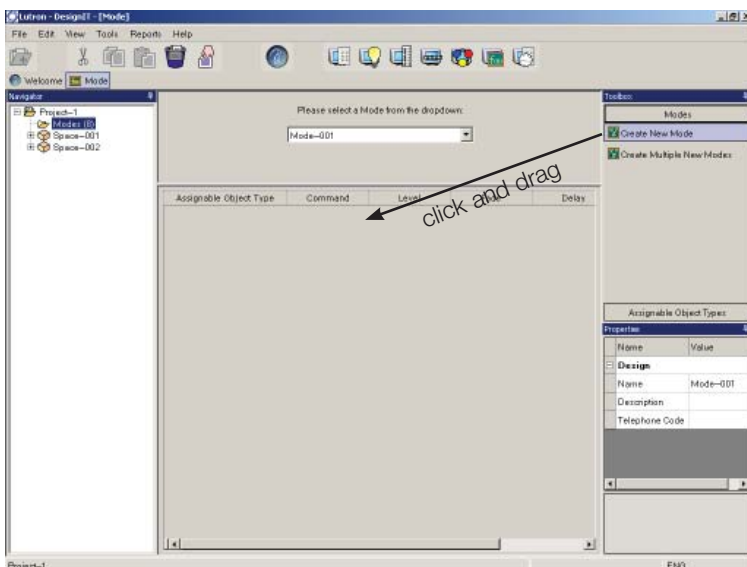 Lutron - DesignIT - [Mode]
File Edit View Tools Reports Help
Welcome Mode
Navigator
Project-1
Modes (8)
Space-001
Space-002
Please select a Mode from the dropdown:
Mode-001
Assignable Object Type Command Level Fade Delay
click and drag
Toolbox
Modes
Create New Mode
Create Multiple New Modes
Assignable Object Types
Properties
Name Value
Design
Name Mode-001
Description
Telephone Code
Project-1 ENG